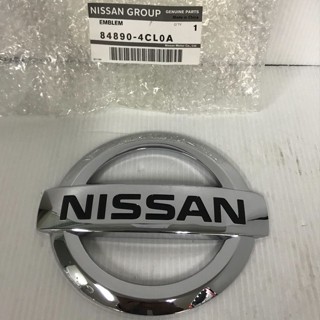 NISSAN GROUP GENUINE PARTS
EMBLEM 1
84890-4CL0A
NISSAN